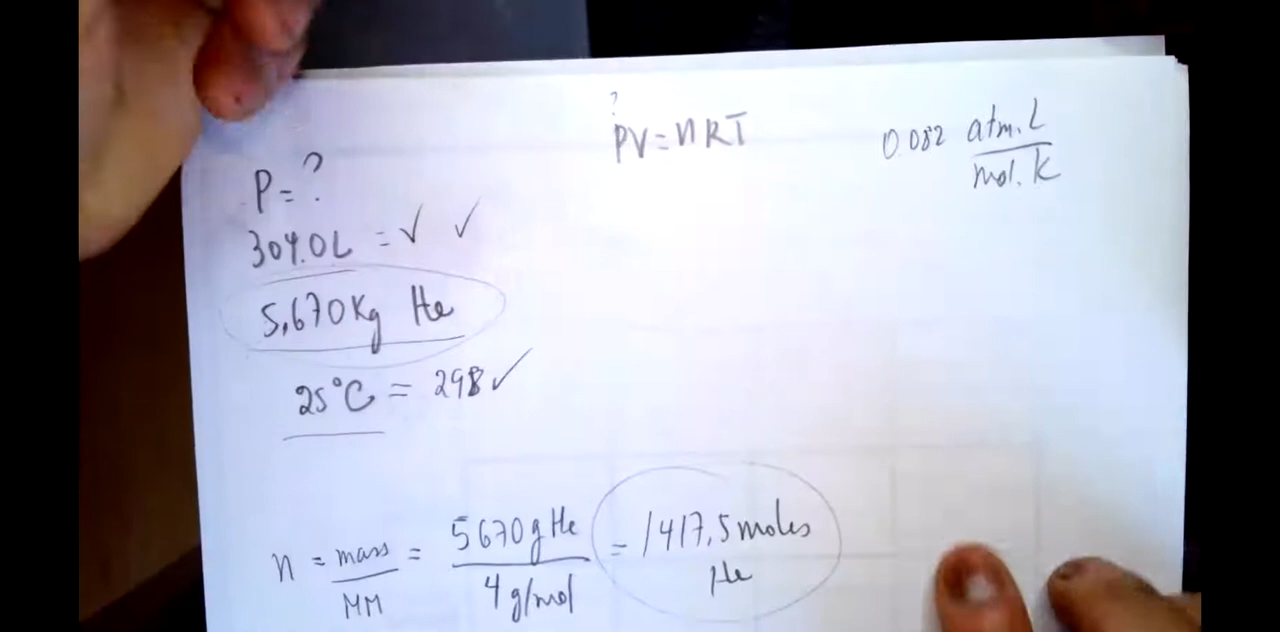 ?
PV = nRT
0.082 atm.L
mol.K
P = ?
304.0L = ✓ ✓
5,670Kg He
25°C = 298 ✓
n = mass = 5670g He = 1417,5 moles
MM 4 g/mol He